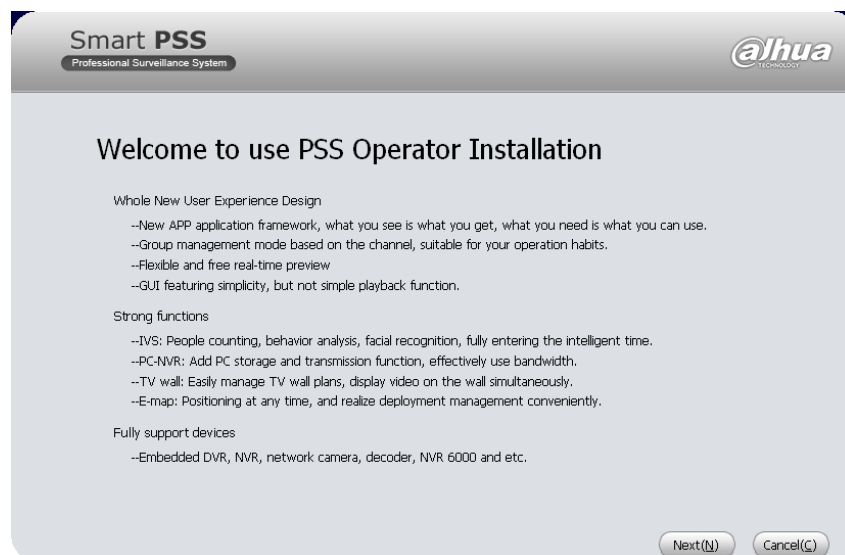 Smart PSS
Professional Surveillance System
alhua
TECHNOLOGY
Welcome to use PSS Operator Installation
Whole New User Experience Design
--New APP application framework, what you see is what you get, what you need is what you can use.
--Group management mode based on the channel, suitable for your operation habits.
--Flexible and free real-time preview
--GUI featuring simplicity, but not simple playback function.
Strong functions
--IVS: People counting, behavior analysis, facial recognition, fully entering the intelligent time.
--PC-NVR: Add PC storage and transmission function, effectively use bandwidth.
--TV wall: Easily manage TV wall plans, display video on the wall simultaneously.
--E-map: Positioning at any time, and realize deployment management conveniently.
Fully support devices
--Embedded DVR, NVR, network camera, decoder, NVR 6000 and etc.
Next(N) Cancel(C)